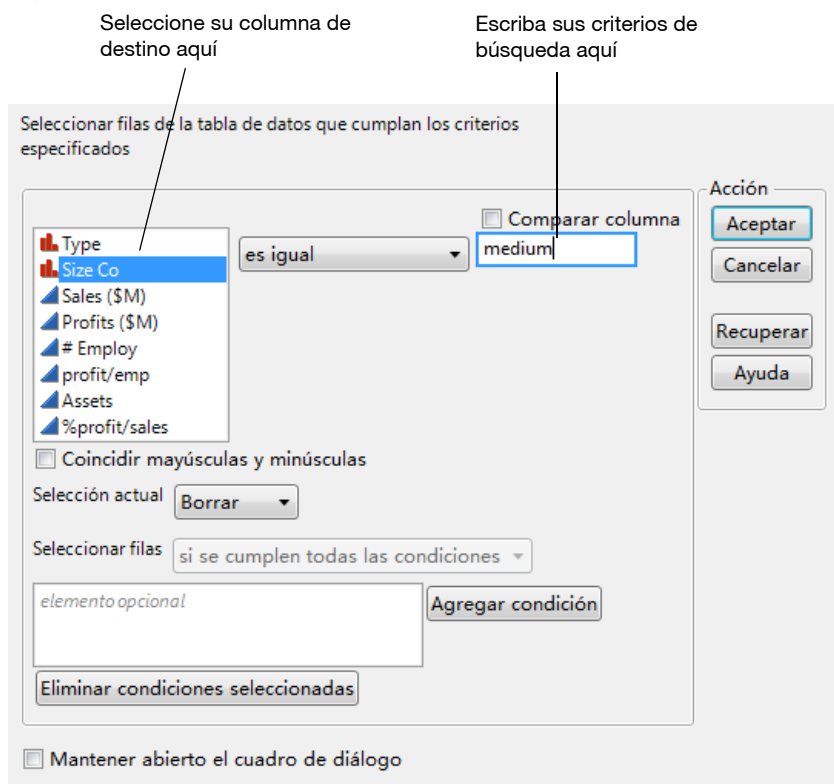 Seleccione su columna de
destino aquí
Escriba sus criterios de
búsqueda aquí
Seleccionar filas de la tabla de datos que cumplan los criterios
especificados
Comparar columna
Type
Size Co
Sales ($M)
Profits ($M)
# Employ
profit/emp
Assets
%profit/sales
es igual
medium
Coincidir mayúsculas y minúsculas
Selección actual
Borrar
Seleccionar filas
si se cumplen todas las condiciones
elemento opcional
Agregar condición
Eliminar condiciones seleccionadas
Acción
Aceptar
Cancelar
Recuperar
Ayuda
Mantener abierto el cuadro de diálogo